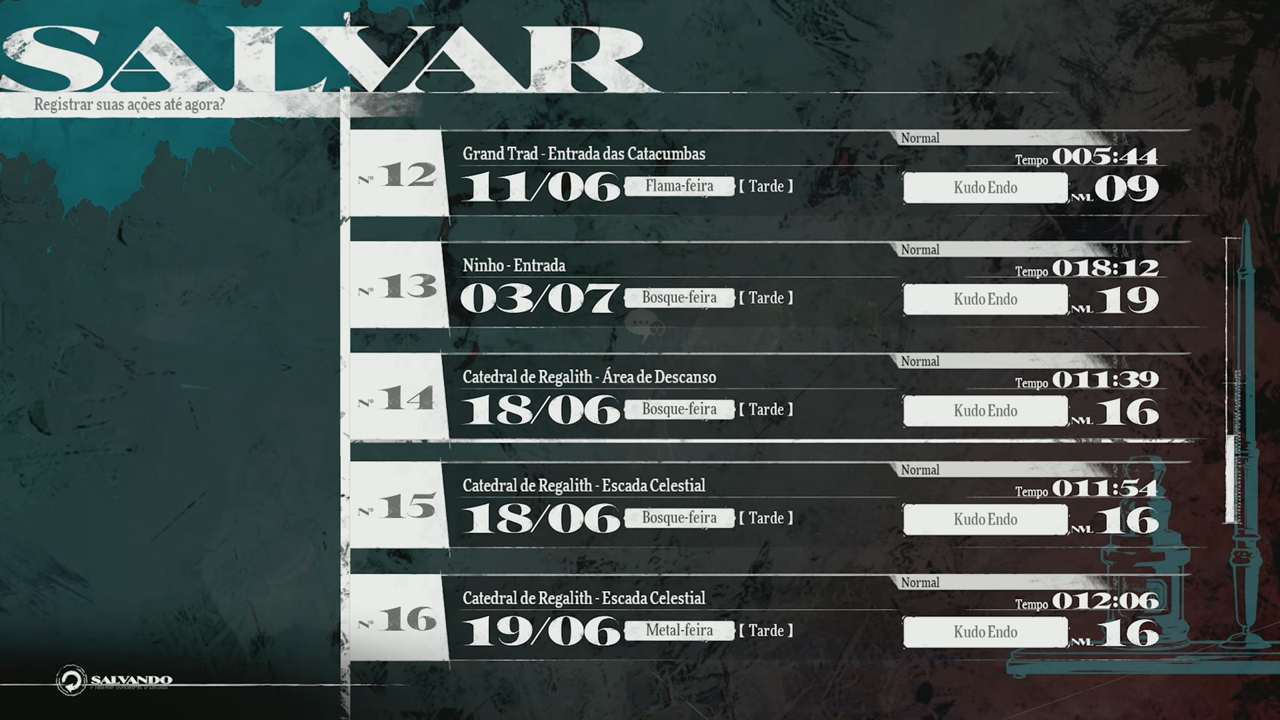 SALVAR
Registrar suas ações até agora?
Nº 12
Normal
Grand Trad - Entrada das Catacumbas
Tempo 005:44
11/06 Flama-feira [ Tarde ]
Kudo Endo NVL 09
Nº 13
Normal
Ninho - Entrada
Tempo 018:12
03/07 Bosque-feira [ Tarde ]
Kudo Endo NVL 19
Nº 14
Normal
Catedral de Regalith - Área de Descanso
Tempo 011:39
18/06 Bosque-feira [ Tarde ]
Kudo Endo NVL 16
Nº 15
Normal
Catedral de Regalith - Escada Celestial
Tempo 011:54
18/06 Bosque-feira [ Tarde ]
Kudo Endo NVL 16
Nº 16
Normal
Catedral de Regalith - Escada Celestial
Tempo 012:06
19/06 Metal-feira [ Tarde ]
Kudo Endo NVL 16
SALVANDO